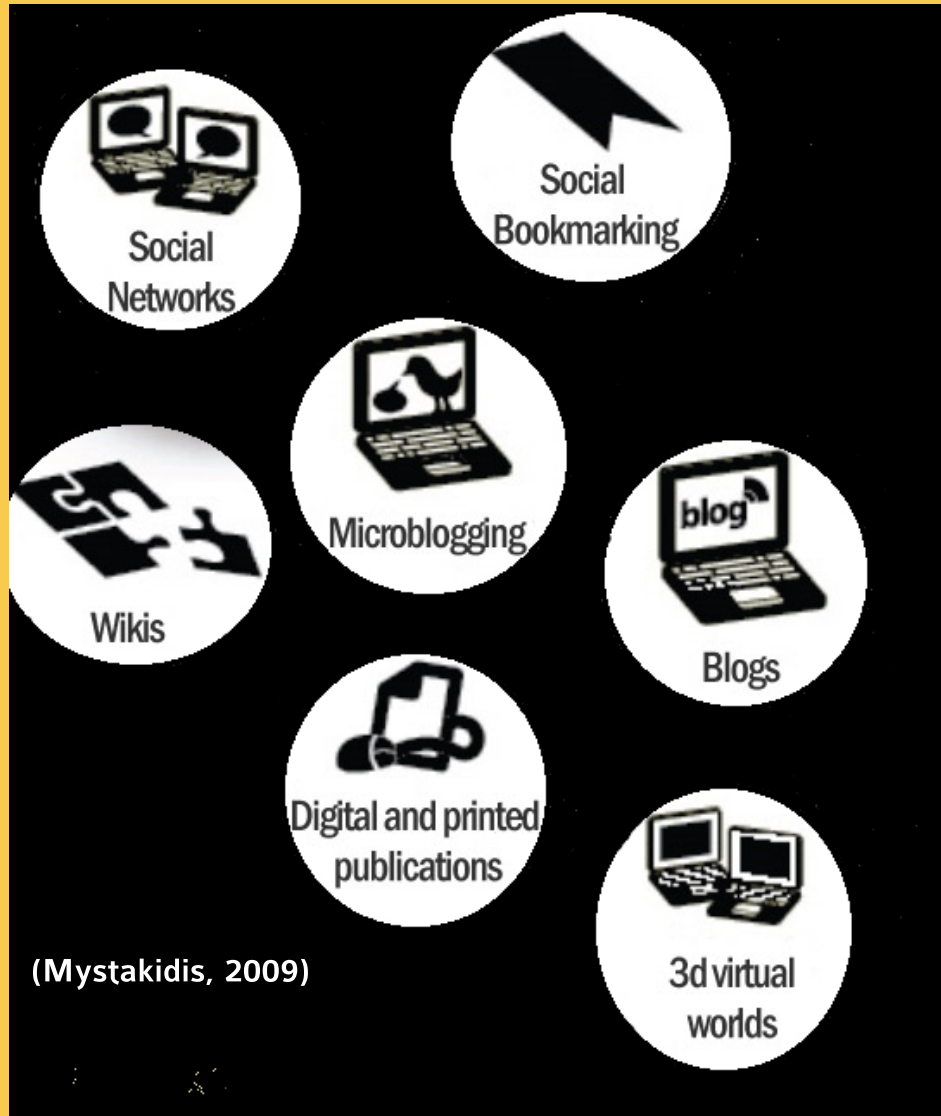 Social
Bookmarking
Social
Networks
Microblogging
blog
Blogs
Wikis
Digital and printed
publications
3d virtual
worlds
(Mystakidis, 2009)